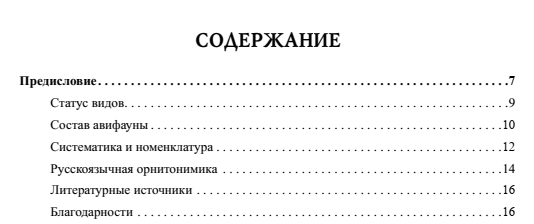 СОДЕРЖАНИЕ
Предисловие. . . . . . . . . . . . . . . . . . . . . . . . . . . . . . . . . . . . . . . . . . . . . . . . . . . . . . . . . . . . . . .7
Статус видов. . . . . . . . . . . . . . . . . . . . . . . . . . . . . . . . . . . . . . . . . . . . . . . . . . . . . . . . . .9
Состав авифауны . . . . . . . . . . . . . . . . . . . . . . . . . . . . . . . . . . . . . . . . . . . . . . . . . . . . . .10
Систематика и номенклатура . . . . . . . . . . . . . . . . . . . . . . . . . . . . . . . . . . . . . . . . . . . .12
Русскоязычная орнитонимика . . . . . . . . . . . . . . . . . . . . . . . . . . . . . . . . . . . . . . . . . . . .14
Литературные источники . . . . . . . . . . . . . . . . . . . . . . . . . . . . . . . . . . . . . . . . . . . . . . .16
Благодарности . . . . . . . . . . . . . . . . . . . . . . . . . . . . . . . . . . . . . . . . . . . . . . . . . . . . . . . .16